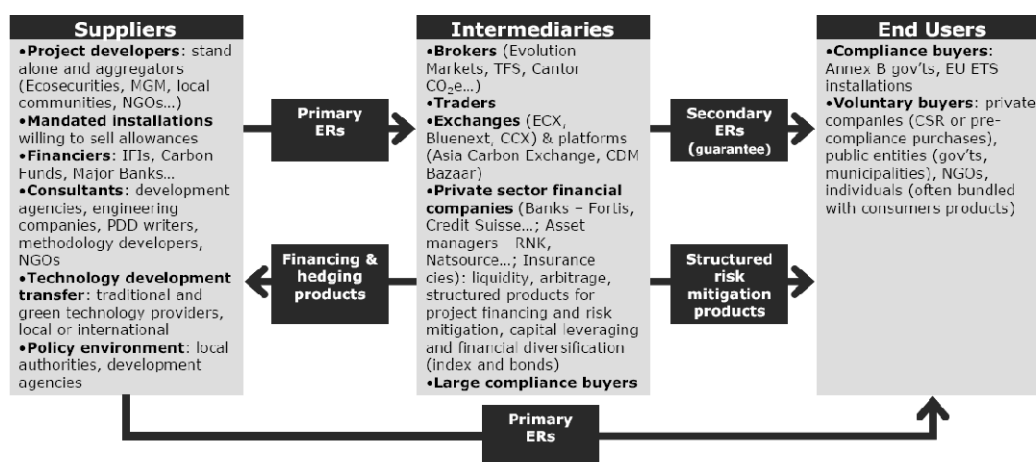 Suppliers
•Project developers: stand
alone and aggregators
(Ecosecurities, MGM, local
communities, NGOs…)
•Mandated installations
willing to sell allowances
•Financiers: IFIs, Carbon
Funds, Major Banks…
•Consultants: development
agencies, engineering
companies, PDD writers,
methodology developers,
NGOs
•Technology development
transfer: traditional and
green technology providers,
local or international
•Policy environment: local
authorities, development
agencies
Primary
ERs
Financing &
hedging
products
Intermediaries
•Brokers (Evolution
Markets, TFS, Cantor
CO₂e…)
•Traders
•Exchanges (ECX,
Bluenext, CCX) & platforms
(Asia Carbon Exchange, CDM
Bazaar)
•Private sector financial
companies (Banks – Fortis,
Credit Suisse…; Asset
managers RNK,
Natsource…; Insurance
cies): liquidity, arbitrage,
structured products for
project financing and risk
mitigation, capital leveraging
and financial diversification
(index and bonds)
•Large compliance buyers
Secondary
ERs
(guarantee)
Structured
risk
mitigation
products
End Users
•Compliance buyers:
Annex B gov'ts, EU ETS
installations
•Voluntary buyers: private
companies (CSR or pre-
compliance purchases),
public entities (gov'ts,
municipalities), NGOs,
individuals (often bundled
with consumers products)
Primary
ERs